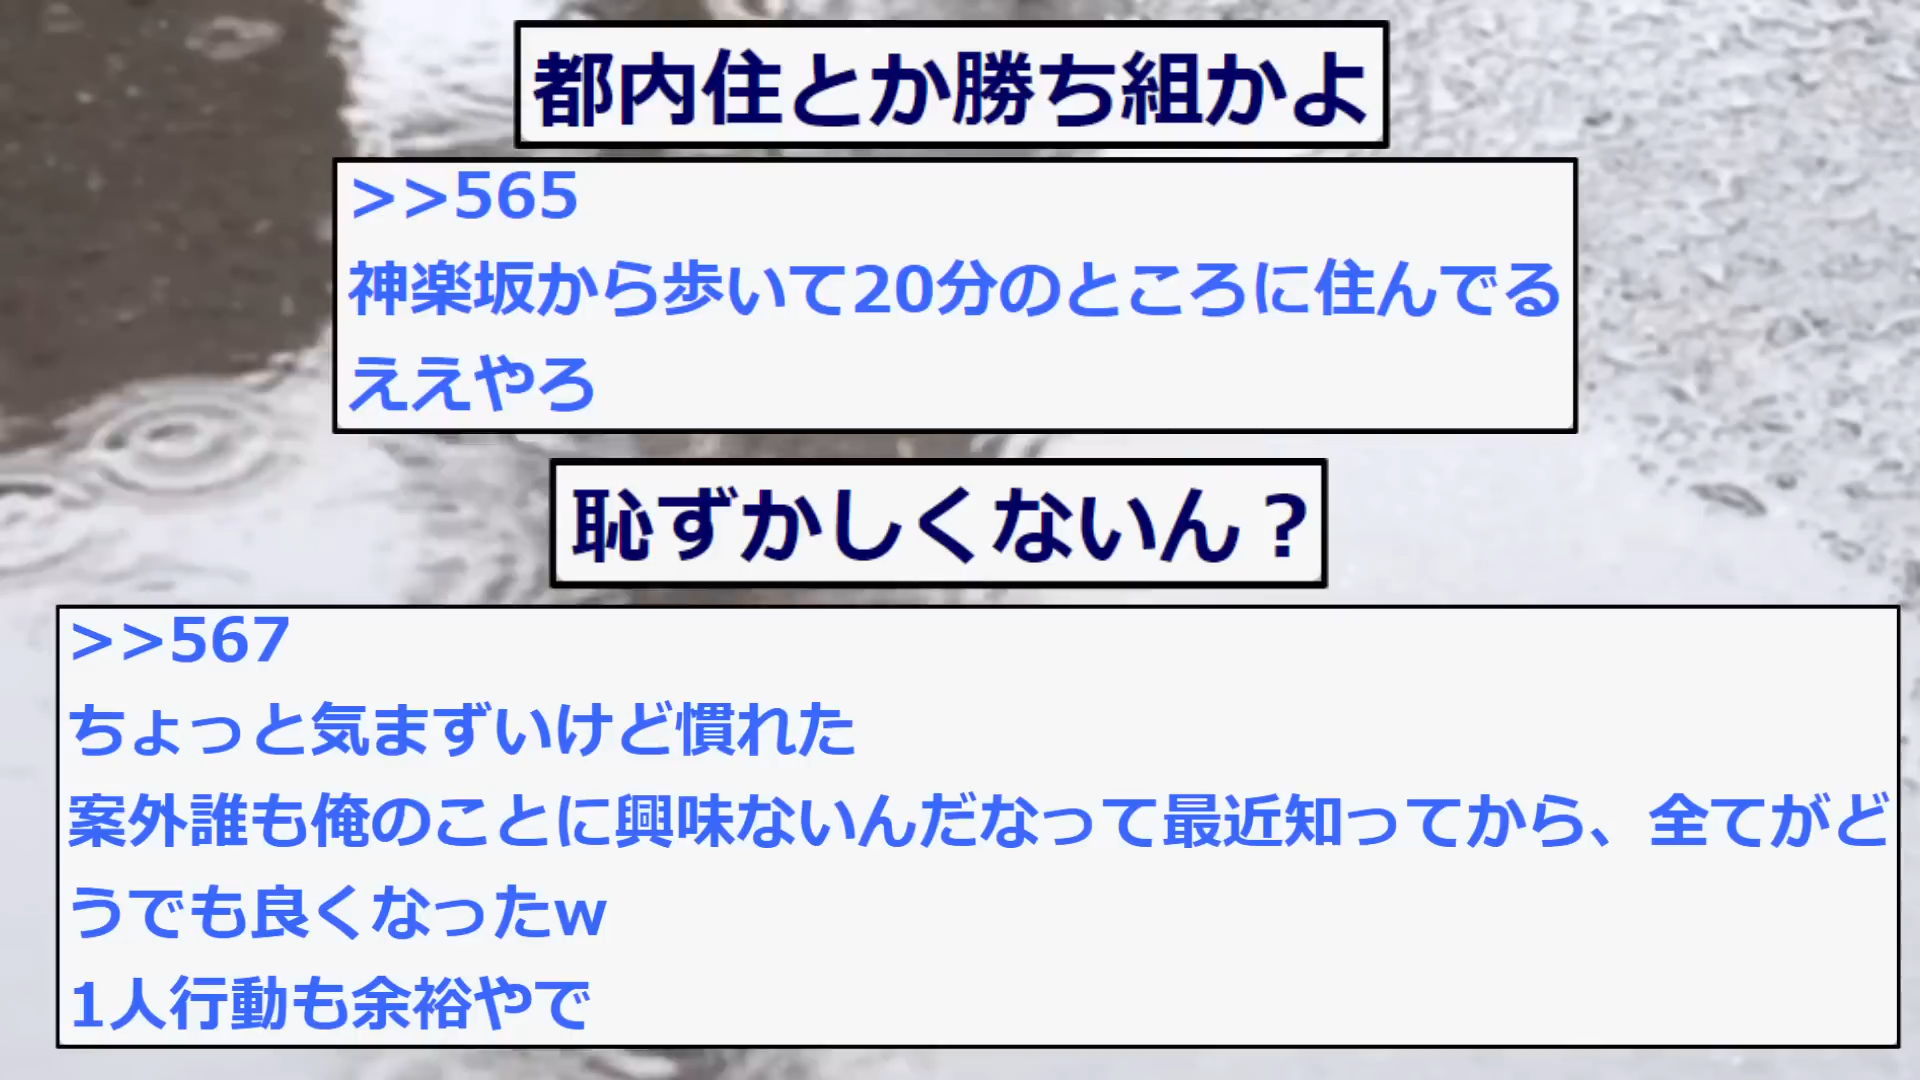 都内住とか勝ち組かよ
>>565
神楽坂から歩いて20分のところに住んでる
ええやろ
恥ずかしくないん？
>>567
ちょっと気まずいけど慣れた
案外誰も俺のことに興味ないんだなって最近知ってから、全てがど
うでも良くなったw
1人行動も余裕やで